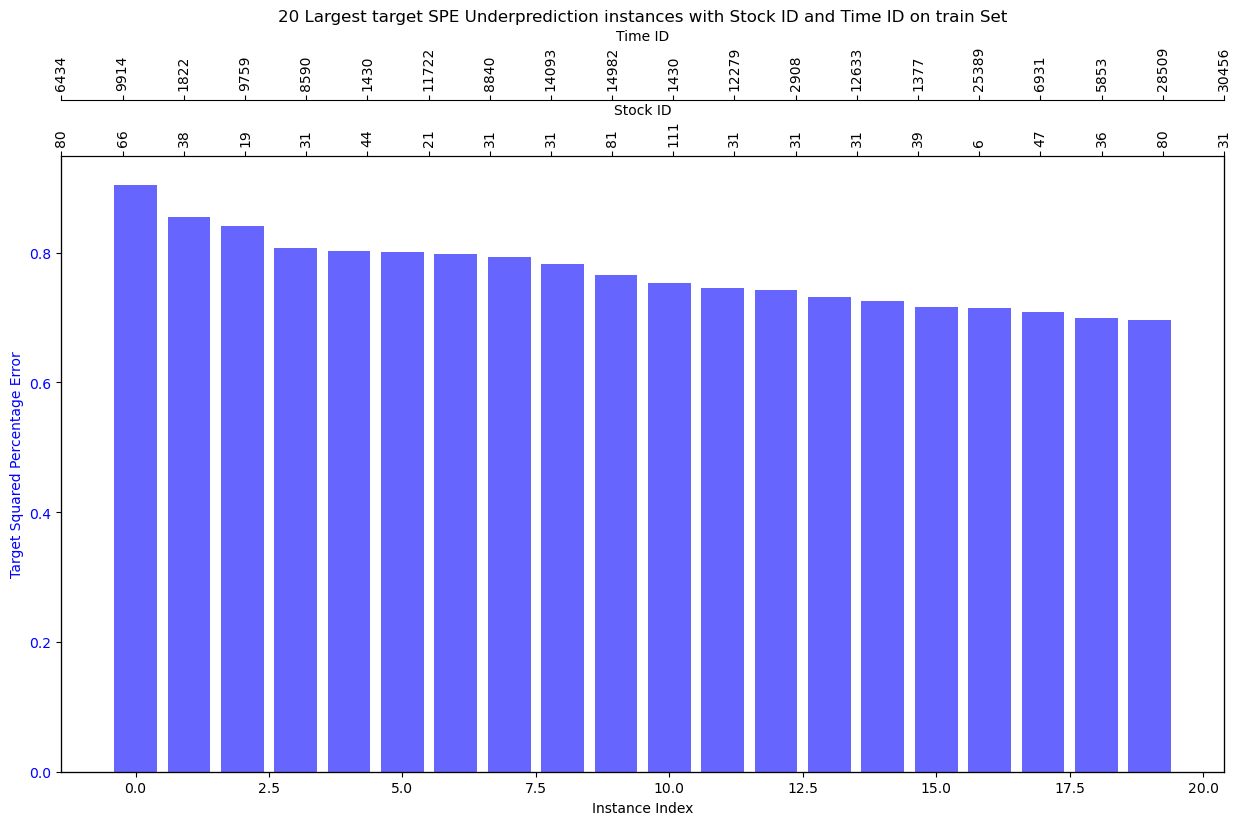 20 Largest target SPE Underprediction instances with Stock ID and Time ID on train Set
Time ID
6434 9914 1822 9759 8590 1430 11722 8840 14093 14982 1430 12279 2908 12633 1377 25389 6931 5853 28509 30456
Stock ID
80 66 38 19 31 44 21 31 31 81 111 31 31 31 39 6 47 36 80 31
Target Squared Percentage Error
0.8
0.6
0.4
0.2
0.0
0.0 2.5 5.0 7.5 10.0 12.5 15.0 17.5 20.0
Instance Index